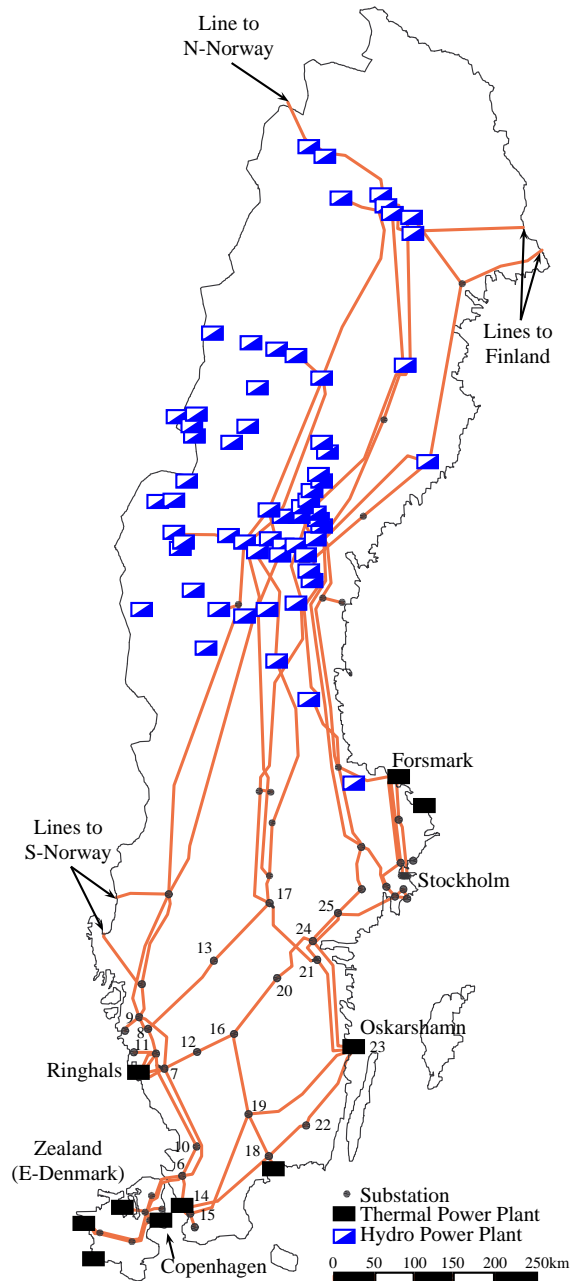 Line to
N-Norway
Lines to
Finland
Forsmark
Lines to
S-Norway
Stockholm
17
25
24
13
21
20
9
8
16
Oskarshamn
11
12
23
Ringhals
7
19
22
10
Zealand
(E-Denmark)
18
6
14
15
Substation
Thermal Power Plant
Hydro Power Plant
Copenhagen
0 50 100 150 200 250km